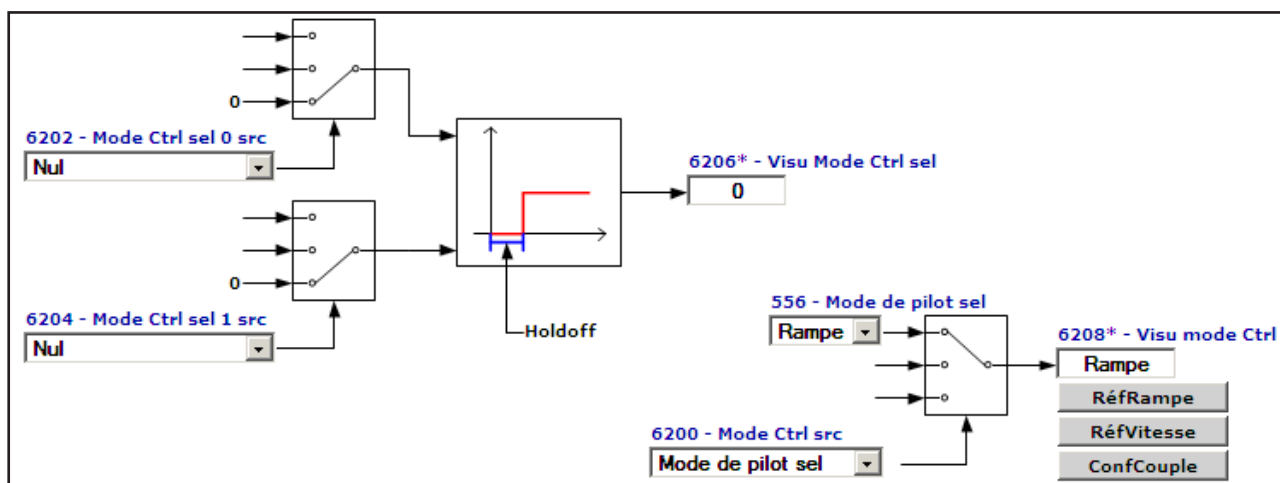 0
6202 - Mode Ctrl sel 0 src
Nul
6206* - Visu Mode Ctrl sel
0
0
6204 - Mode Ctrl sel 1 src
Nul
Holdoff
556 - Mode de pilot sel
Rampe
6208* - Visu mode Ctrl
Rampe
RéfRampe
RéfVitesse
ConfCouple
6200 - Mode Ctrl src
Mode de pilot sel